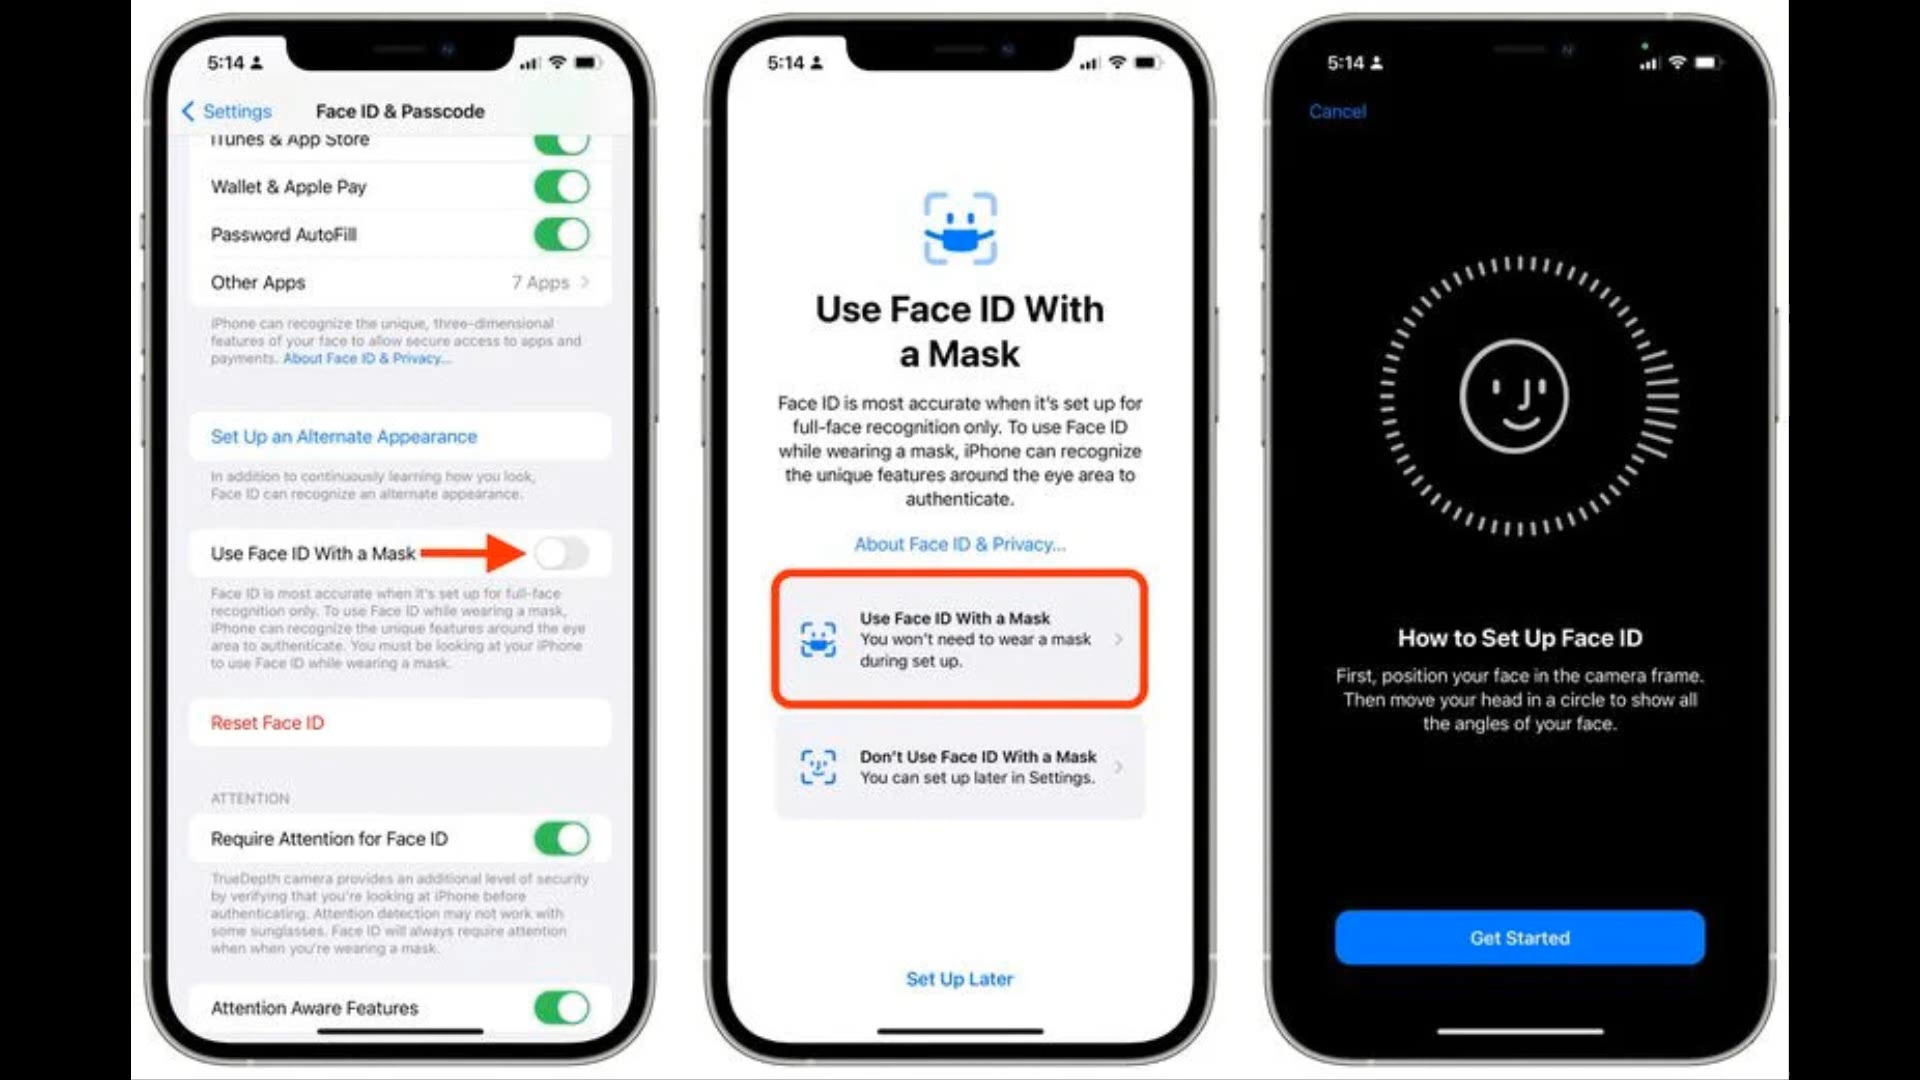 5:14
Settings
Face ID & Passcode
iTunes & App Store
Wallet & Apple Pay
Password AutoFill
Other Apps
7 Apps
iPhone can recognize the unique, three-dimensional
features of your face to allow secure access to apps and
payments. About Face ID & Privacy...
Set Up an Alternate Appearance
In addition to continuously learning how you look,
Face ID can recognize an alternate appearance.
Use Face ID With a Mask
Face ID is most accurate when it's set up for full-face
recognition only. To use Face ID while wearing a mask,
iPhone can recognize the unique features around the eye
area to authenticate. You must be looking at your iPhone
to use Face ID while wearing a mask.
Reset Face ID
ATTENTION
Require Attention for Face ID
TrueDepth camera provides an additional level of security
by verifying that you're looking at iPhone before
authenticating. Attention detection may not work with
some sunglasses. Face ID will always require attention
when when you're wearing a mask.
Attention Aware Features
5:14
Use Face ID With
a Mask
Face ID is most accurate when it's set up for
full-face recognition only. To use Face ID
while wearing a mask, iPhone can recognize
the unique features around the eye area to
authenticate.
About Face ID & Privacy...
Use Face ID With a Mask
You won't need to wear a mask
during set up.
Don't Use Face ID With a Mask
You can set up later in Settings.
Set Up Later
5:14
Cancel
How to Set Up Face ID
First, position your face in the camera frame.
Then move your head in a circle to show all
the angles of your face.
Get Started